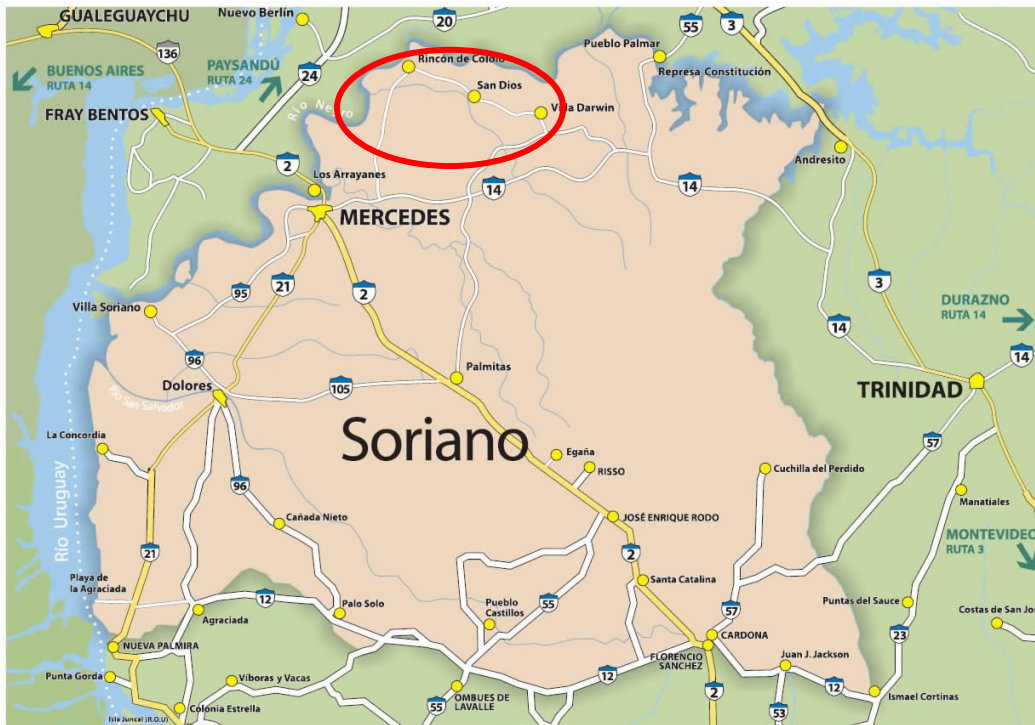 GUALEGUAYCHU
Nuevo Berlín
20
55
3
136
Pueblo Palmar
Rincón de Cololó
BUENOS AIRES
RUTA 14
PAYSANDÚ
RUTA 24
24
Represa Constitución
San Dios
FRAY BENTOS
Río Negro
Villa Darwin
2
Andresito
Los Arrayanes
14
14
MERCEDES
3
95
21
2
Villa Soriano
DURAZNO
RUTA 14
14
14
96
Palmitas
Dolores
105
TRINIDAD
Río San Salvador
La Concordia
Soriano
57
Egaña
RISSO
Cuchilla del Perdido
96
Río Uruguay
Cañada Nieto
JOSÉ ENRIQUE RODO
Manatiales
21
2
MONTEVIDEO
RUTA 3
Playa de
la Agraciada
12
Santa Catalina
55
Pueblo
Castillos
57
Palo Solo
Agraciada
Puntas del Sauce
Costas de San Jo
CARDONA
23
NUEVA PALMIRA
FLORENCIO
SANCHEZ
Juan J. Jackson
Punta Gorda
Víboras y Vacas
12
12
OMBUES DE
LAVALLE
2
Ismael Cortinas
Colonia Estrella
55
53
Isla Juncal (R.O.U)